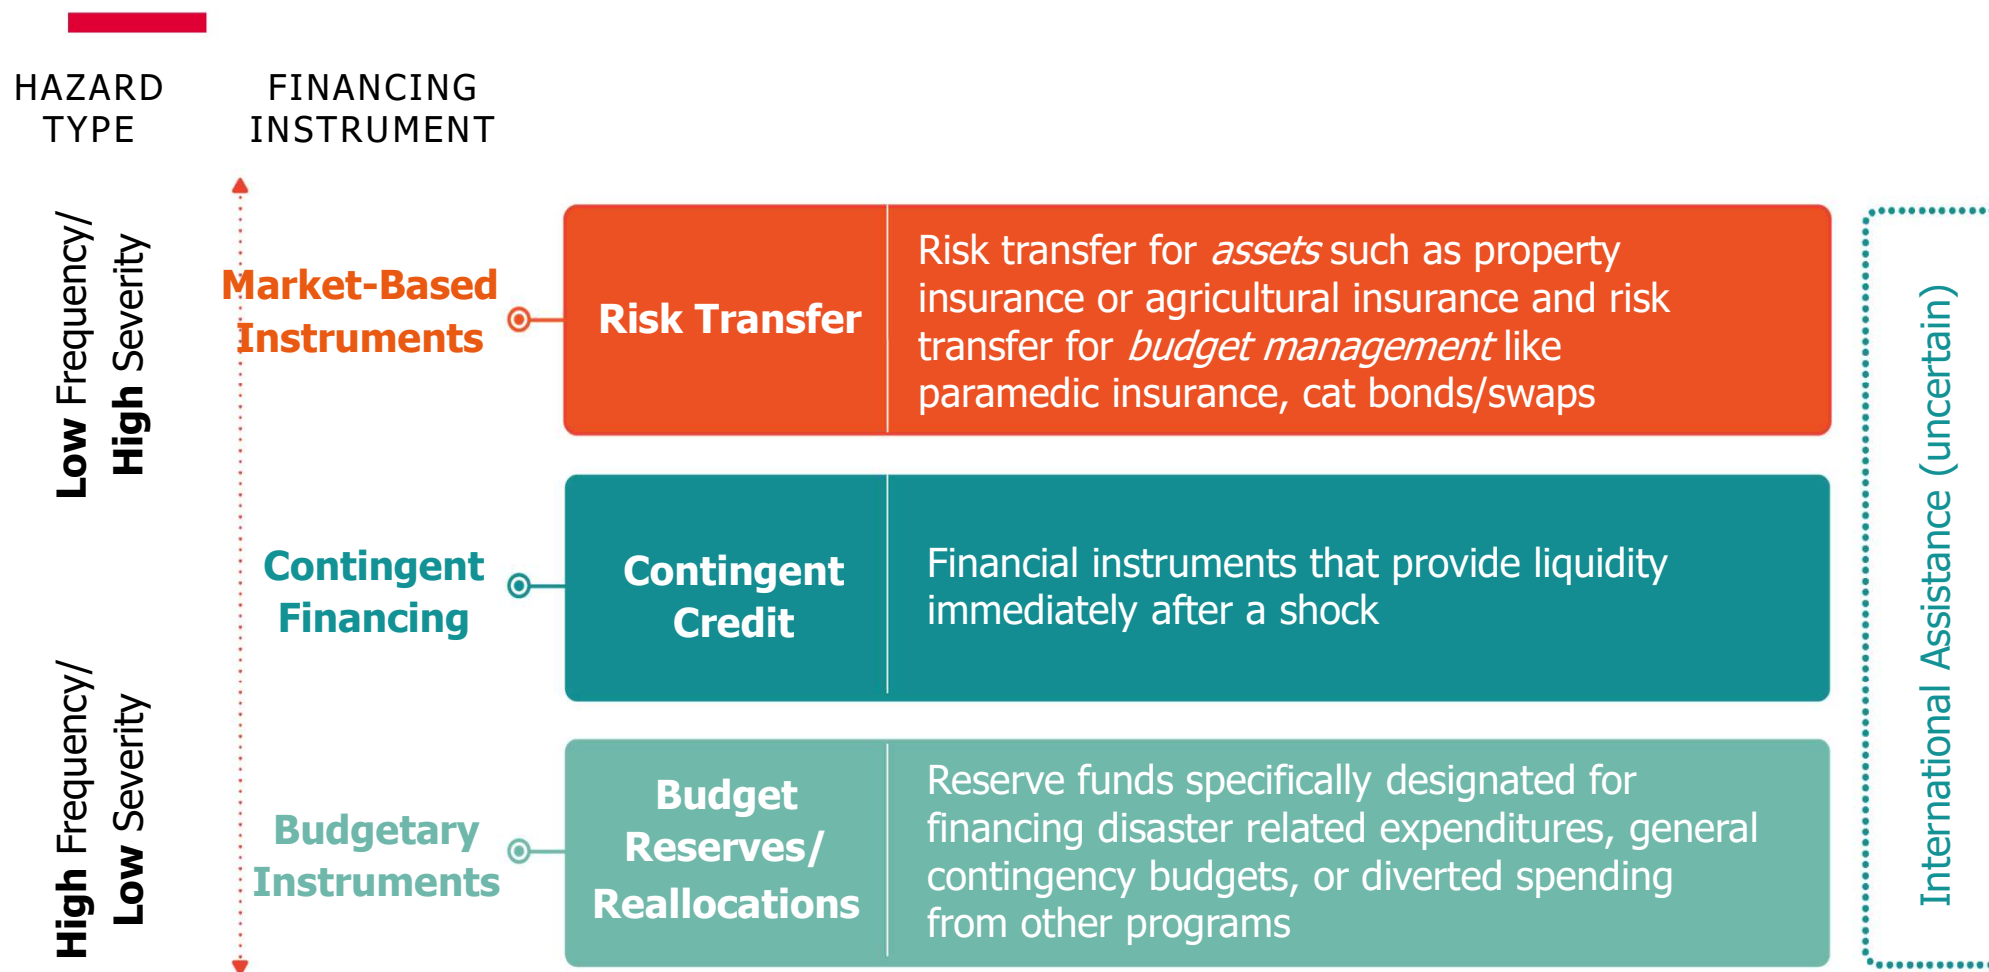 HAZARD
TYPE
FINANCING
INSTRUMENT
Low Frequency/
High Severity
Market-Based
Instruments
Risk Transfer
Risk transfer for assets such as property
insurance or agricultural insurance and risk
transfer for budget management like
paramedic insurance, cat bonds/swaps
Contingent
Financing
Contingent
Credit
Financial instruments that provide liquidity
immediately after a shock
High Frequency/
Low Severity
Budgetary
Instruments
Budget
Reserves/
Reallocations
Reserve funds specifically designated for
financing disaster related expenditures, general
contingency budgets, or diverted spending
from other programs
International Assistance (uncertain)